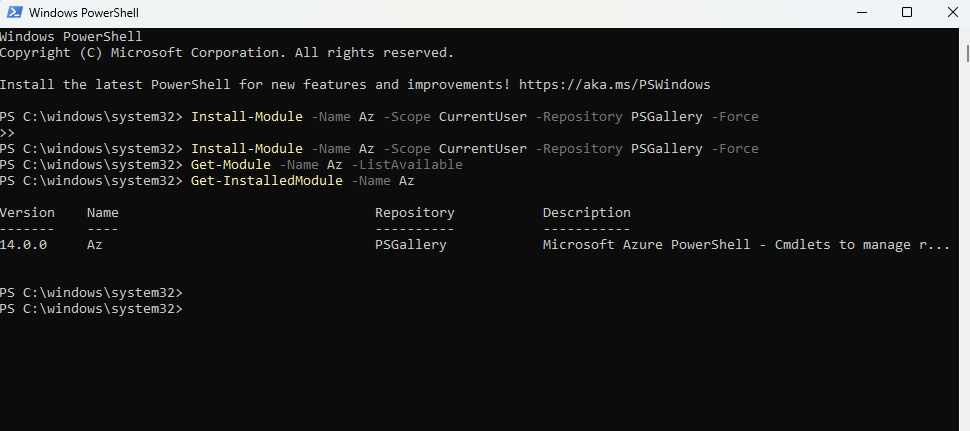 Windows PowerShell
Windows PowerShell
Copyright (C) Microsoft Corporation. All rights reserved.
Install the latest PowerShell for new features and improvements! https://aka.ms/PSWindows
PS C:\windows\system32> Install-Module -Name Az -Scope CurrentUser -Repository PSGallery -Force
>>
PS C:\windows\system32> Install-Module -Name Az -Scope CurrentUser -Repository PSGallery -Force
PS C:\windows\system32> Get-Module -Name Az -ListAvailable
PS C:\windows\system32> Get-InstalledModule -Name Az
Version    Name                                Repository           Description
-------    ----                                ----------           -----------
14.0.0     Az                                  PSGallery            Microsoft Azure PowerShell - Cmdlets to manage r...
PS C:\windows\system32>
PS C:\windows\system32>